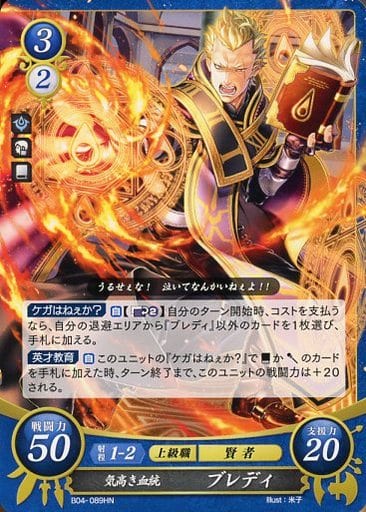 3
2
うるせぇな! 泣いてなんかいねぇよ!!
ケガはねぇか? 自【2】自分のターン開始時、コストを支払う
なら、自分の退避エリアから『ブレディ』以外のカードを1枚選び、
手札に加える。
英才教育 自 このユニットの『ケガはねぇか?』で■かのカード
を手札に加えた時、ターン終了まで、このユニットの戦闘力は+20
される。
戦闘力
50
射程 1-2 上級職 賢者
支援力
20
気高き血統 ブレディ
B04-089HN
Illust:米子